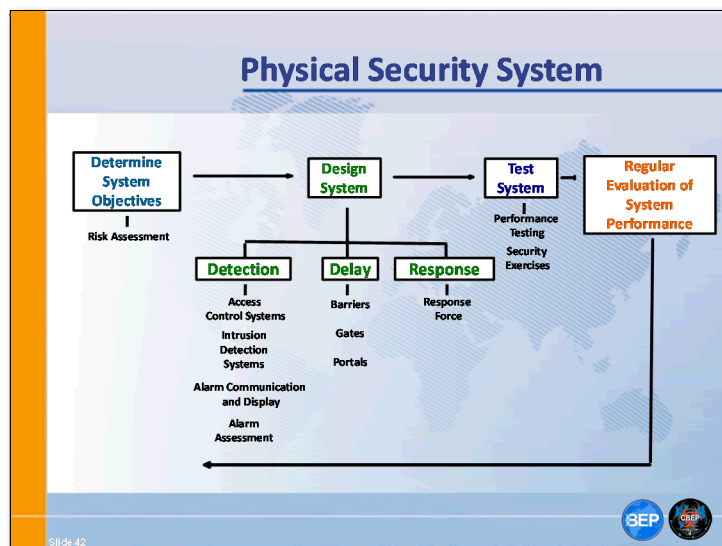 Physical Security System
Determine
System
Objectives
Risk Assessment
Design
System
Test
System
Performance
Testing
Security
Exercises
Regular
Evaluation of
System
Performance
Detection
Access
Control Systems
Intrusion
Detection
Systems
Alarm Communication
and Display
Alarm
Assessment
Delay
Barriers
Gates
Portals
Response
Response
Force
BEP
CBEP
Slide 42